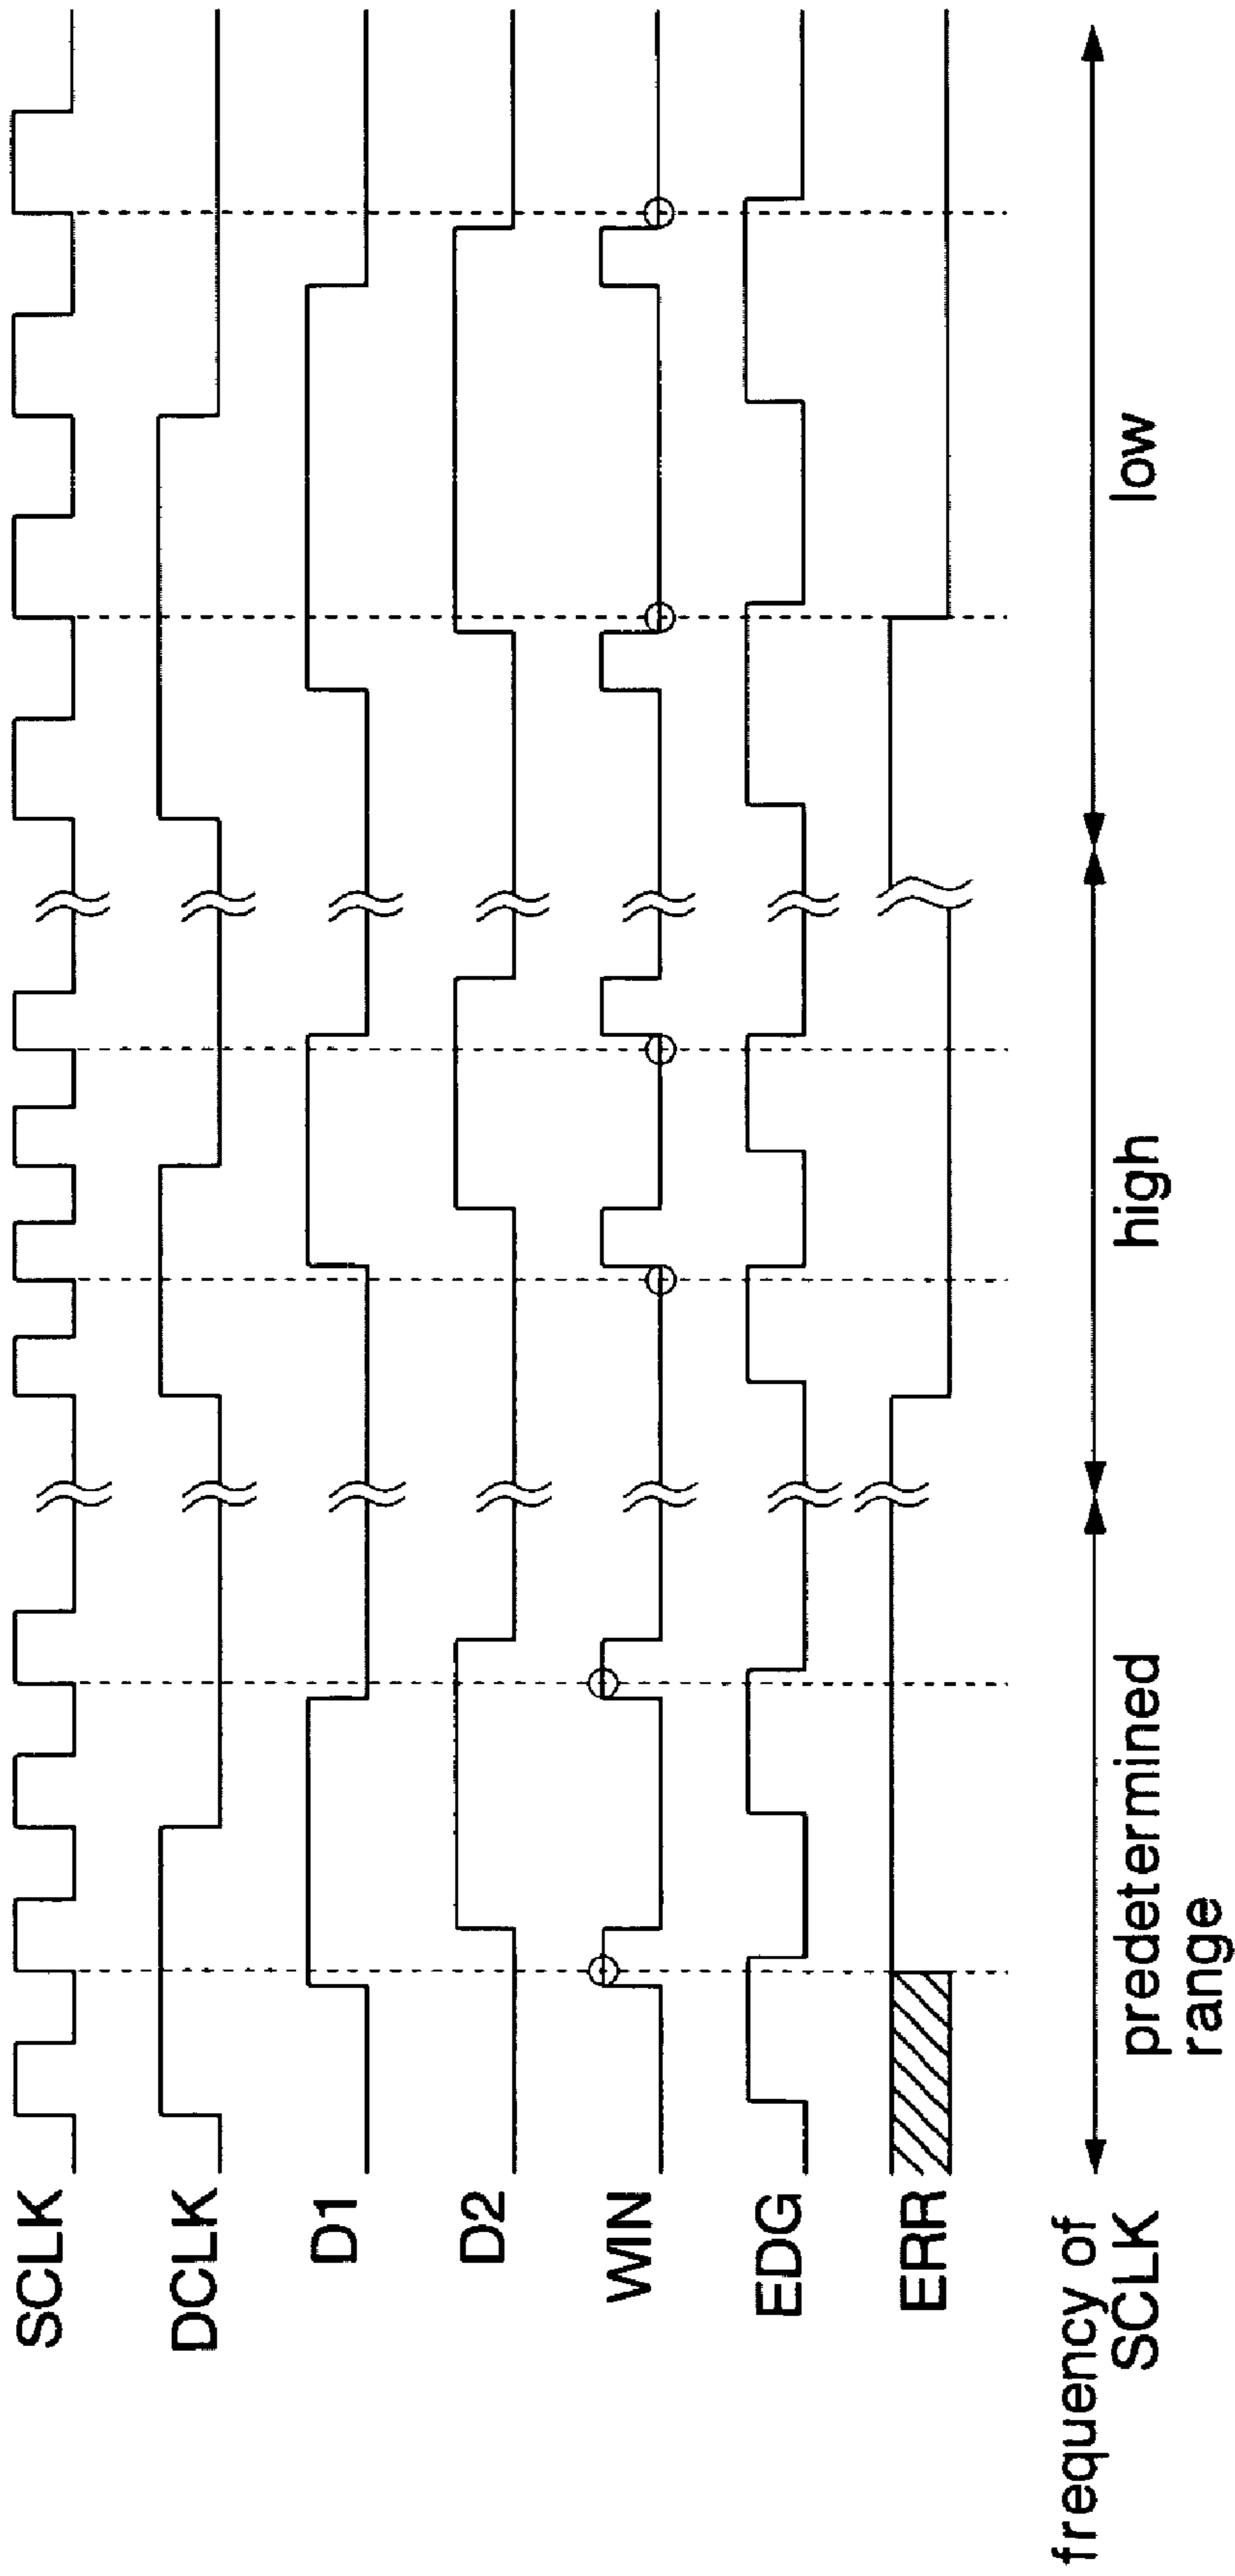 SCLK
DCLK
D1
D2
WIN
EDG
ERR
frequency of
SCLK
predetermined
range
high
low